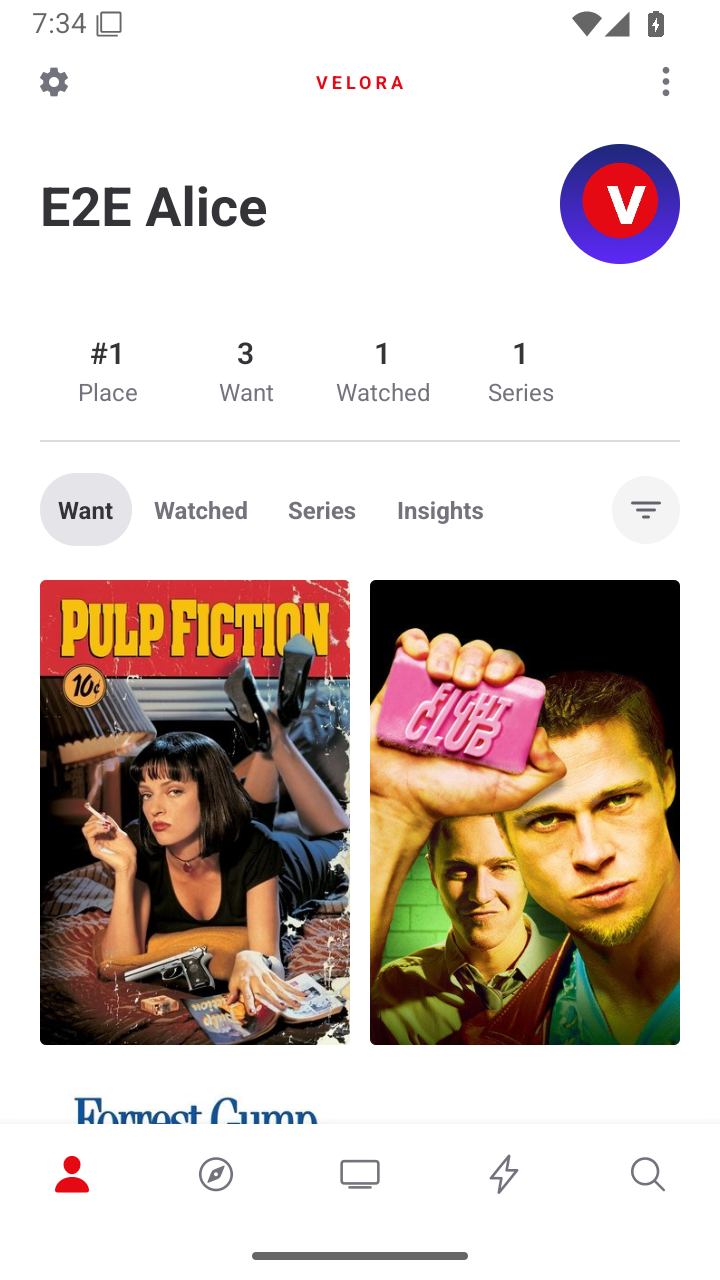 7:34
VELORA
E2E Alice
V
#1 3 1 1
Place Want Watched Series
Want Watched Series Insights
PULP FICTION
10¢
FIGHT
CLUB
Forrest Gump